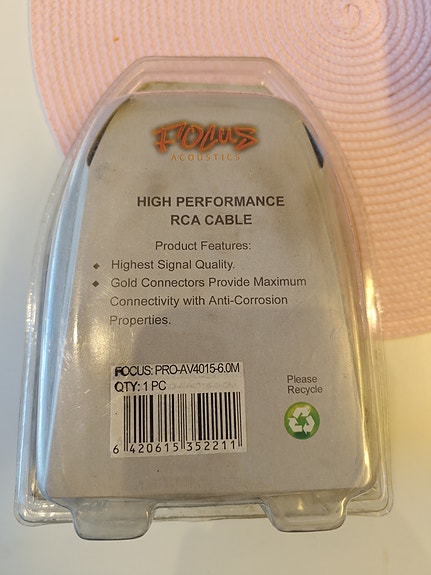 FOCUS
ACOUSTICS
HIGH PERFORMANCE
RCA CABLE
Product Features:
◆ Highest Signal Quality.
◆ Gold Connectors Provide Maximum
Connectivity with Anti-Corrosion
Properties.
FOCUS: PRO-AV4015-6.0M
QTY: 1 PC
Please
Recycle
6 420615 352211